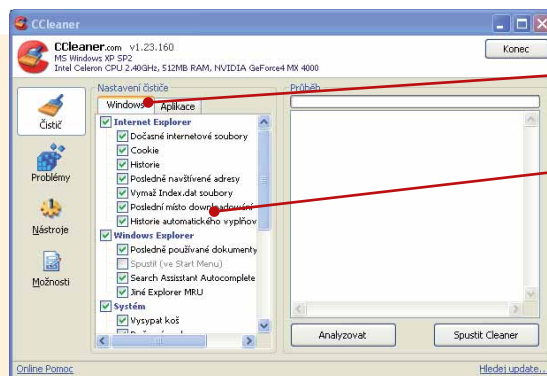 CCleaner
CCleaner.com v1.23.160
MS Windows XP SP2
Intel Celeron CPU 2.40GHz, 512MB RAM, NVIDIA GeForce4 MX 4000
Konec
Čistič
Problémy
Nástroje
Možnosti
Nastavení čističe
Windows
Aplikace
Internet Explorer
Dočasné internetové soubory
Cookie
Historie
Posledně navštívené adresy
Vymaž Index.dat soubory
Poslední místo downloadování
Historie automatického vyplňov
Windows Explorer
Posledně používané dokumenty
Spustit (ve Start Menu)
Search Assisstant Autocomplete
Jiné Explorer MRU
Systém
Vysypat koš
Průběh
Analyzovat
Spustit Cleaner
Online Pomoc
Hledej update...